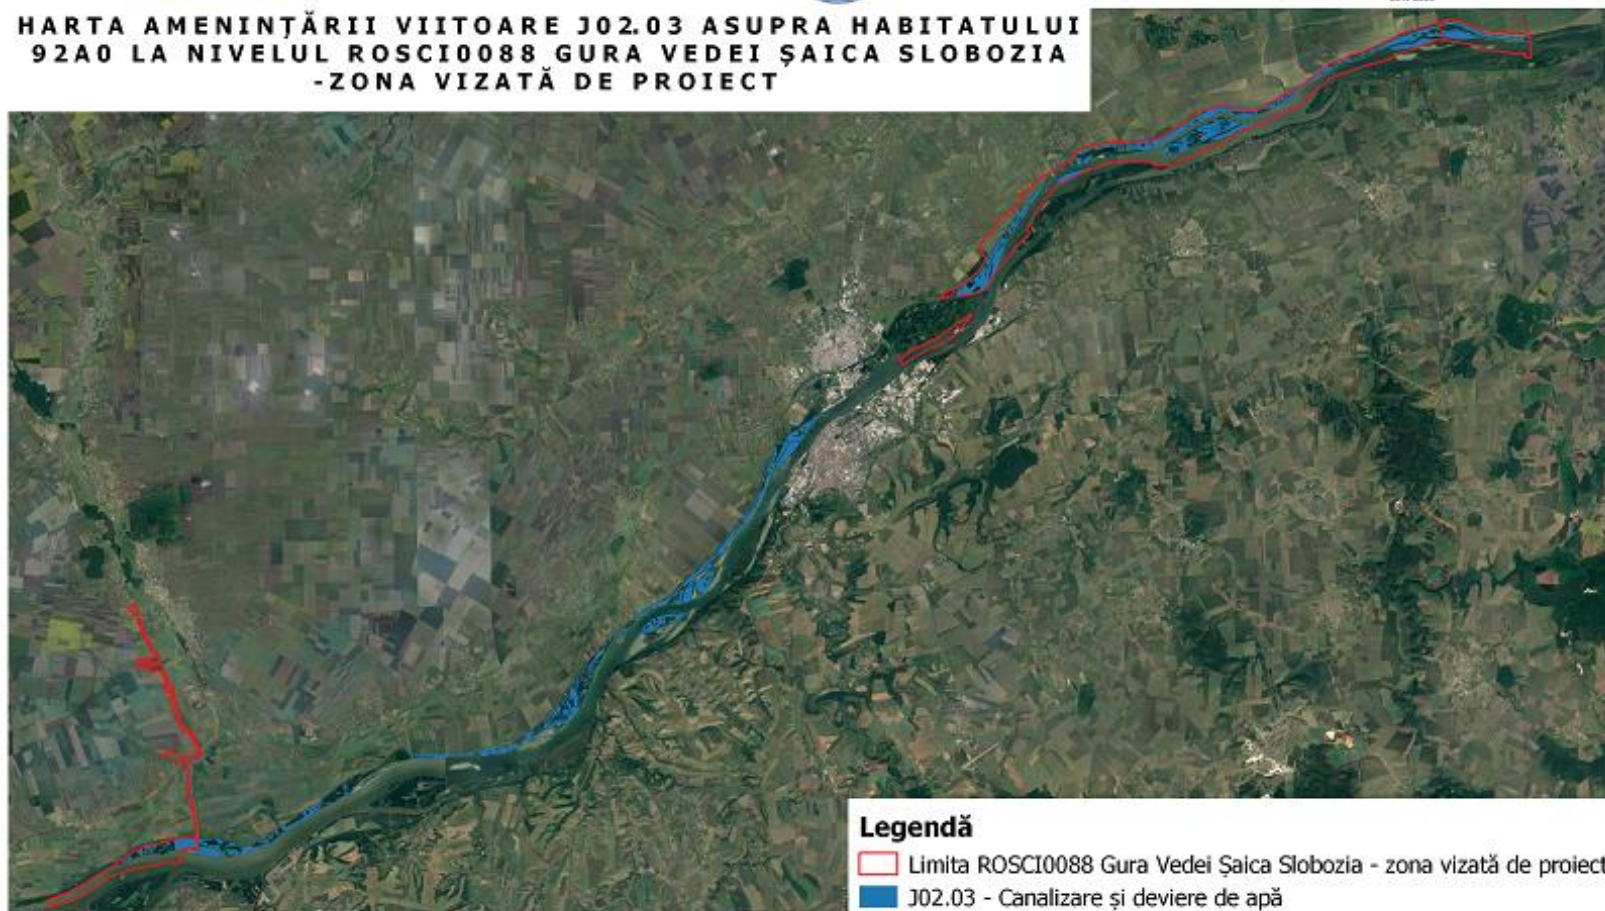 HARTA AMENINȚĂRII VIITOARE J02.03 ASUPRA HABITATULUI
92A0 LA NIVELUL ROSCI0088 GURA VEDEI ȘAICA SLOBOZIA
-ZONA VIZATĂ DE PROIECT
Legendă
Limita ROSCI0088 Gura Vedei Șaica Slobozia - zona vizată de proiect
J02.03 - Canalizare și deviere de apă